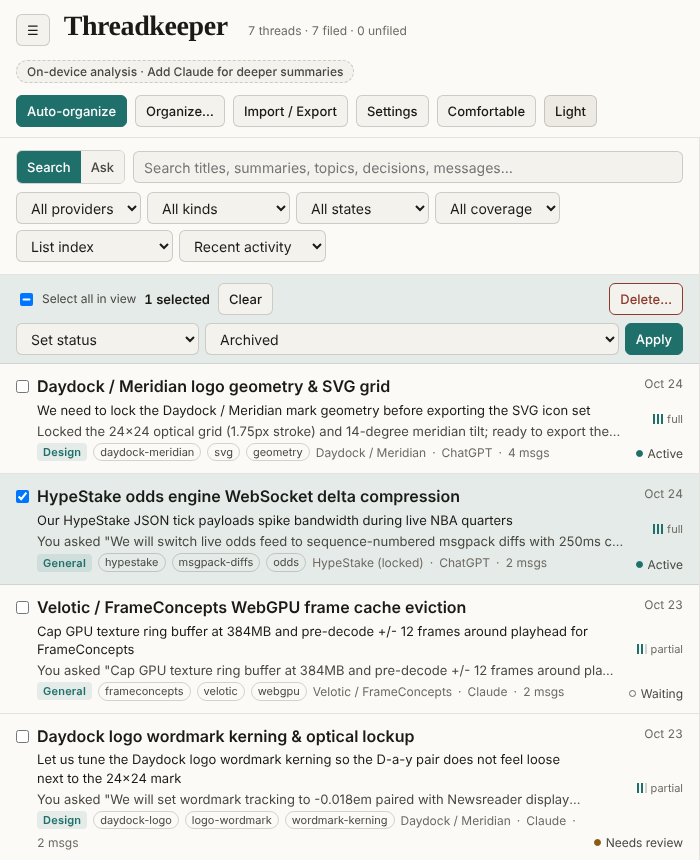 ☰ Threadkeeper 7 threads · 7 filed · 0 unfiled
On-device analysis · Add Claude for deeper summaries
Auto-organize Organize... Import / Export Settings Comfortable Light
Search Ask Search titles, summaries, topics, decisions, messages...
All providers All kinds All states All coverage
List index Recent activity
Select all in view 1 selected Clear Delete...
Set status Archived Apply
Daydock / Meridian logo geometry & SVG grid Oct 24
We need to lock the Daydock / Meridian mark geometry before exporting the SVG icon set
full
Locked the 24×24 optical grid (1.75px stroke) and 14-degree meridian tilt; ready to export the...
Design daydock-meridian svg geometry Daydock / Meridian · ChatGPT · 4 msgs Active
HypeStake odds engine WebSocket delta compression Oct 24
Our HypeStake JSON tick payloads spike bandwidth during live NBA quarters
full
You asked "We will switch live odds feed to sequence-numbered msgpack diffs with 250ms c...
General hypestake msgpack-diffs odds HypeStake (locked) · ChatGPT · 2 msgs Active
Velotic / FrameConcepts WebGPU frame cache eviction Oct 23
Cap GPU texture ring buffer at 384MB and pre-decode +/- 12 frames around playhead for
FrameConcepts partial
You asked "Cap GPU texture ring buffer at 384MB and pre-decode +/- 12 frames around pla...
General frameconcepts velotic webgpu Velotic / FrameConcepts · Claude · 2 msgs Waiting
Daydock logo wordmark kerning & optical lockup Oct 23
Let us tune the Daydock logo wordmark kerning so the D-a-y pair does not feel loose
next to the 24×24 mark
partial
You asked "We will set wordmark tracking to -0.018em paired with Newsreader display...
Design daydock-logo logo-wordmark wordmark-kerning Daydock / Meridian · Claude ·
2 msgs Needs review